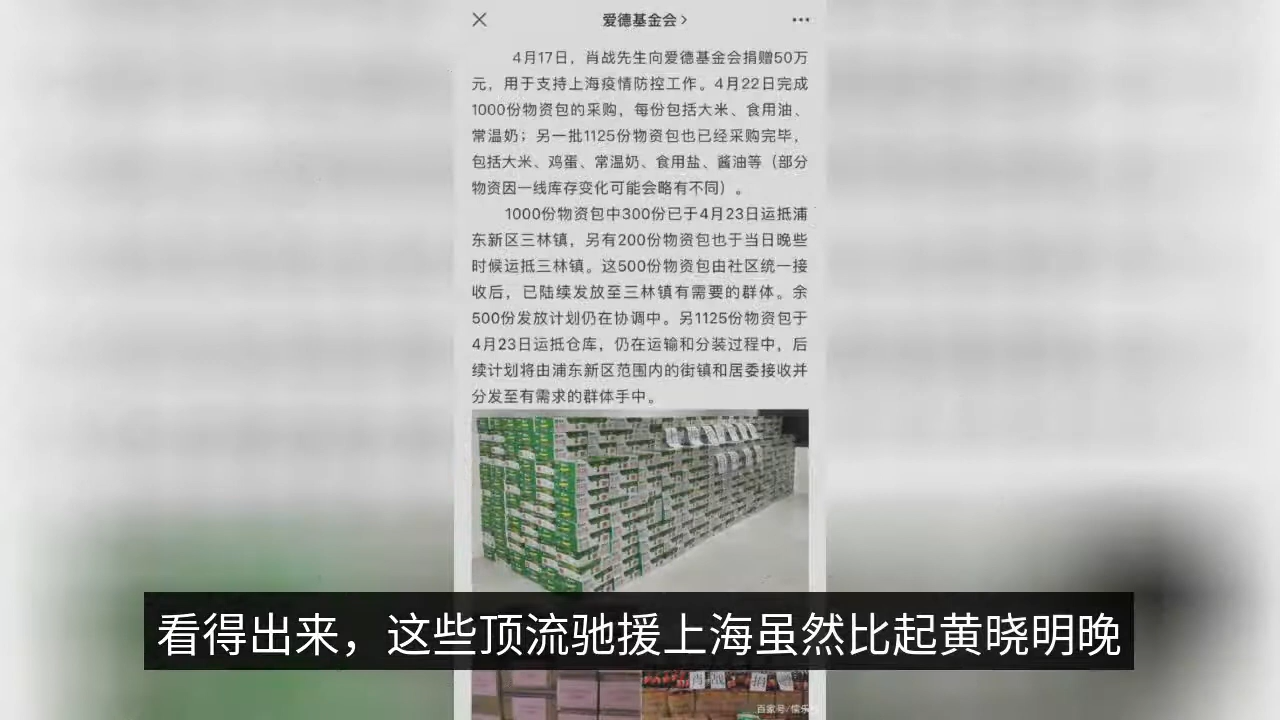 爱德基金会
4月17日，肖战先生向爱德基金会捐赠50万
元，用于支持上海疫情防控工作。4月22日完成
1000份物资包的采购，每份包括大米、食用油、
常温奶；另一批1125份物资包也已经采购完毕，
包括大米、鸡蛋、常温奶、食用盐、酱油等（部分
物资因一线库存变化可能会略有不同）。
1000份物资包中300份已于4月23日运抵浦
东新区三林镇，另有200份物资包也于当日晚些
时候运抵三林镇。这500份物资包由社区统一接
收后，已陆续发放至三林镇有需要的群体。余
500份发放计划仍在协调中。另1125份物资包于
4月23日运抵仓库，仍在运输和分装过程中，后
续计划将由浦东新区范围内的街镇和居委接收并
分发至有需求的群体手中。
看得出来，这些顶流驰援上海虽然比起黄晓明晚
肖战 捐
百家号/